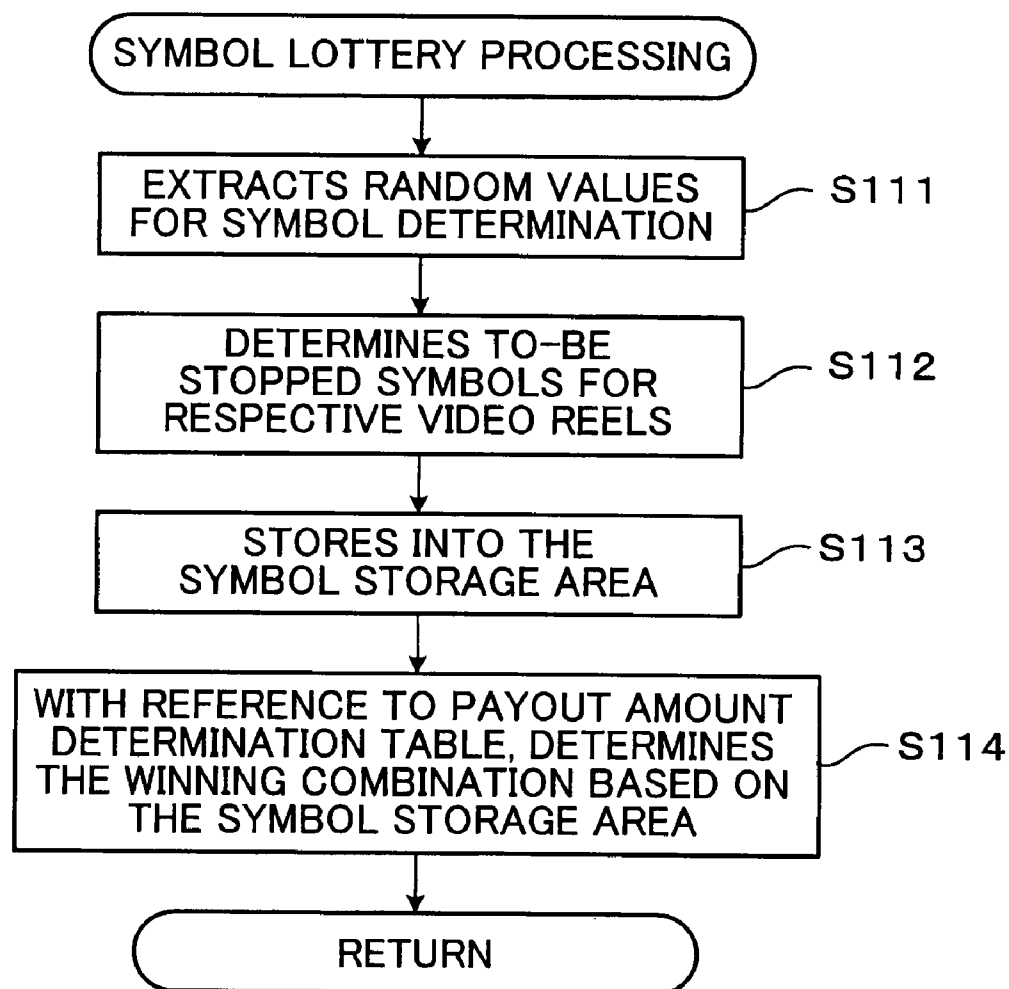 SYMBOL LOTTERY PROCESSING
EXTRACTS RANDOM VALUES
FOR SYMBOL DETERMINATION
S111
DETERMINES TO-BE
STOPPED SYMBOLS FOR
RESPECTIVE VIDEO REELS
S112
STORES INTO THE
SYMBOL STORAGE AREA
S113
WITH REFERENCE TO PAYOUT AMOUNT
DETERMINATION TABLE, DETERMINES
THE WINNING COMBINATION BASED ON
THE SYMBOL STORAGE AREA
S114
RETURN